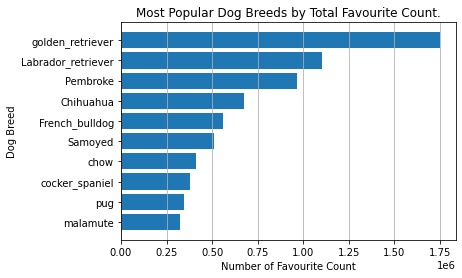 Most Popular Dog Breeds by Total Favourite Count.
Dog Breed
golden_retriever
Labrador_retriever
Pembroke
Chihuahua
French_bulldog
Samoyed
chow
cocker_spaniel
pug
malamute
0.00 0.25 0.50 0.75 1.00 1.25 1.50 1.75
1e6
Number of Favourite Count